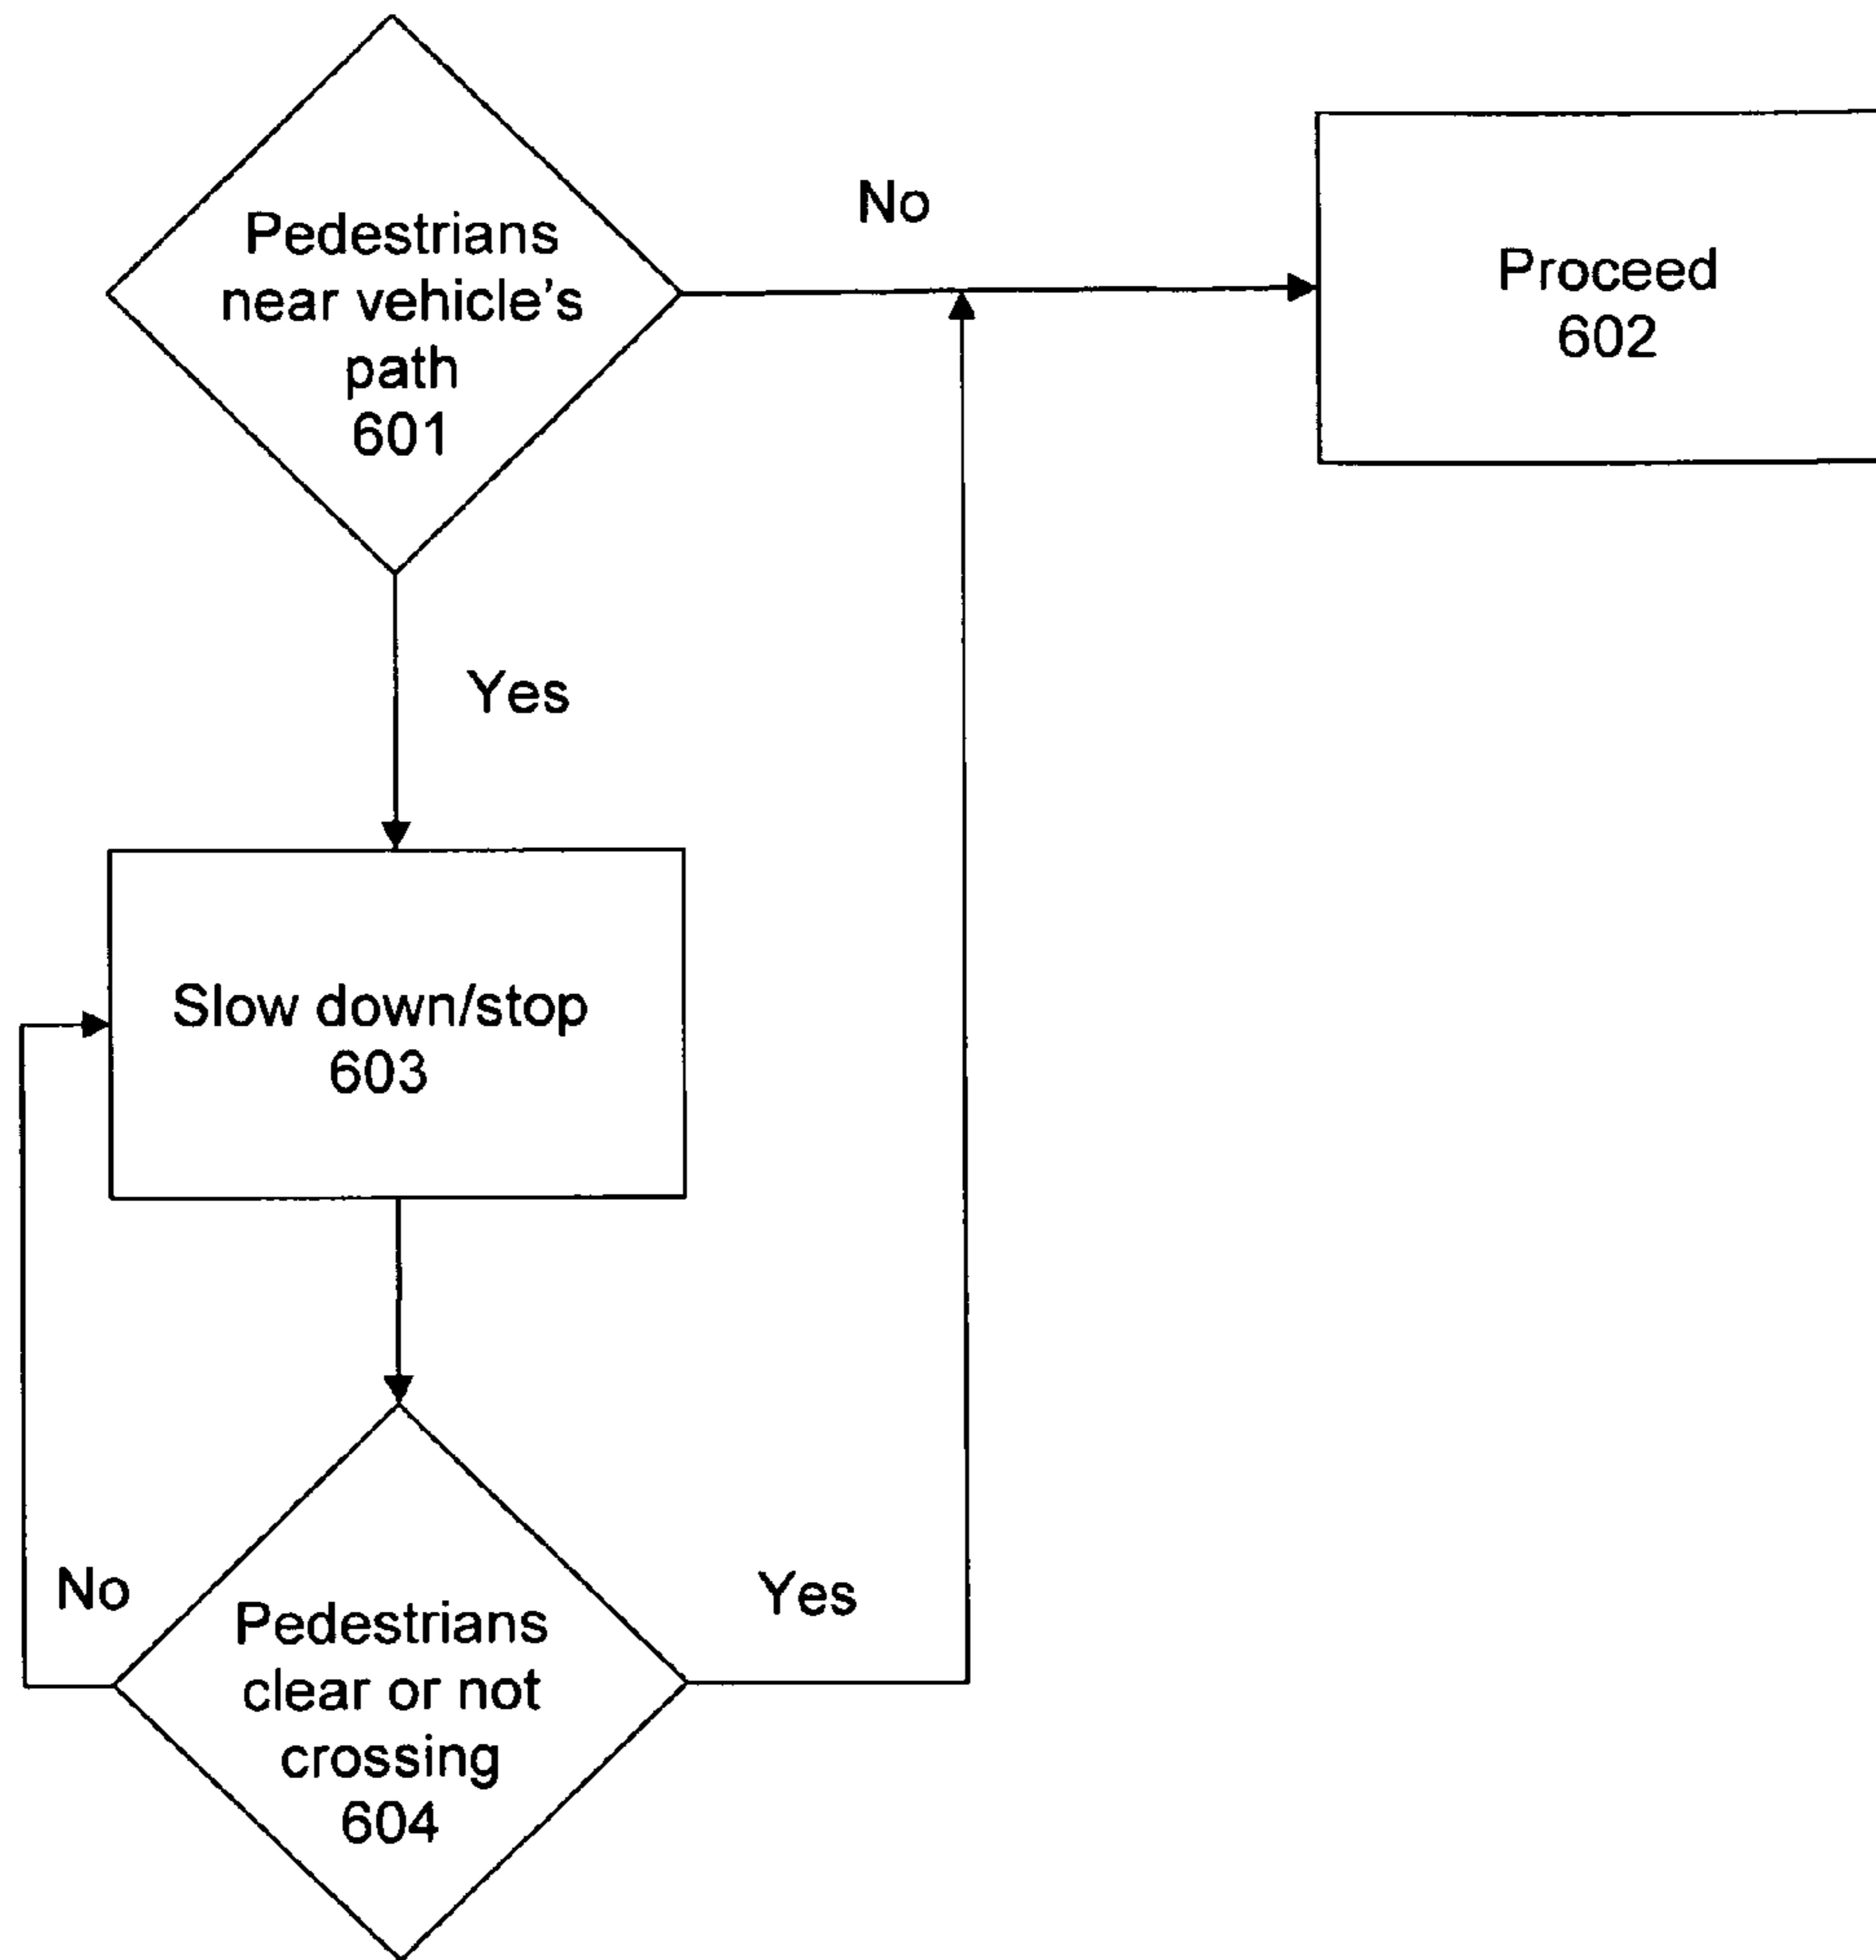 Pedestrians
near vehicle's
path
601
No
Proceed
602
Yes
Slow down/stop
603
No
Pedestrians
clear or not
crossing
604
Yes